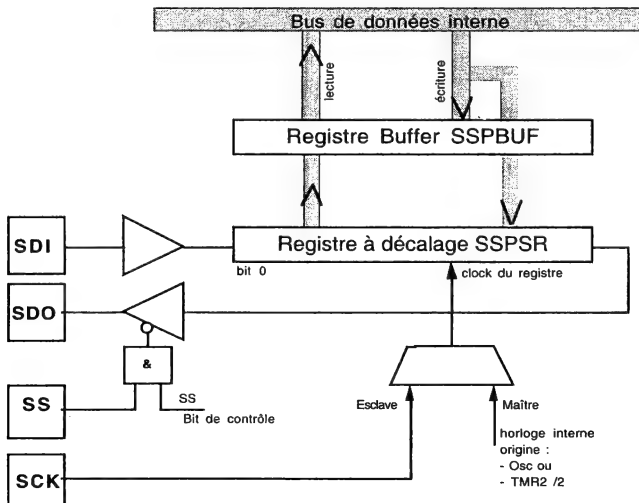 Bus de données interne
lecture
écriture
Registre Buffer SSPBUF
SDI
Registre à décalage SSPSR
bit 0
clock du registre
SDO
&
SS
SS
Bit de contrôle
Esclave
Maître
horloge interne
origine :
- Osc ou
- TMR2 /2
SCK